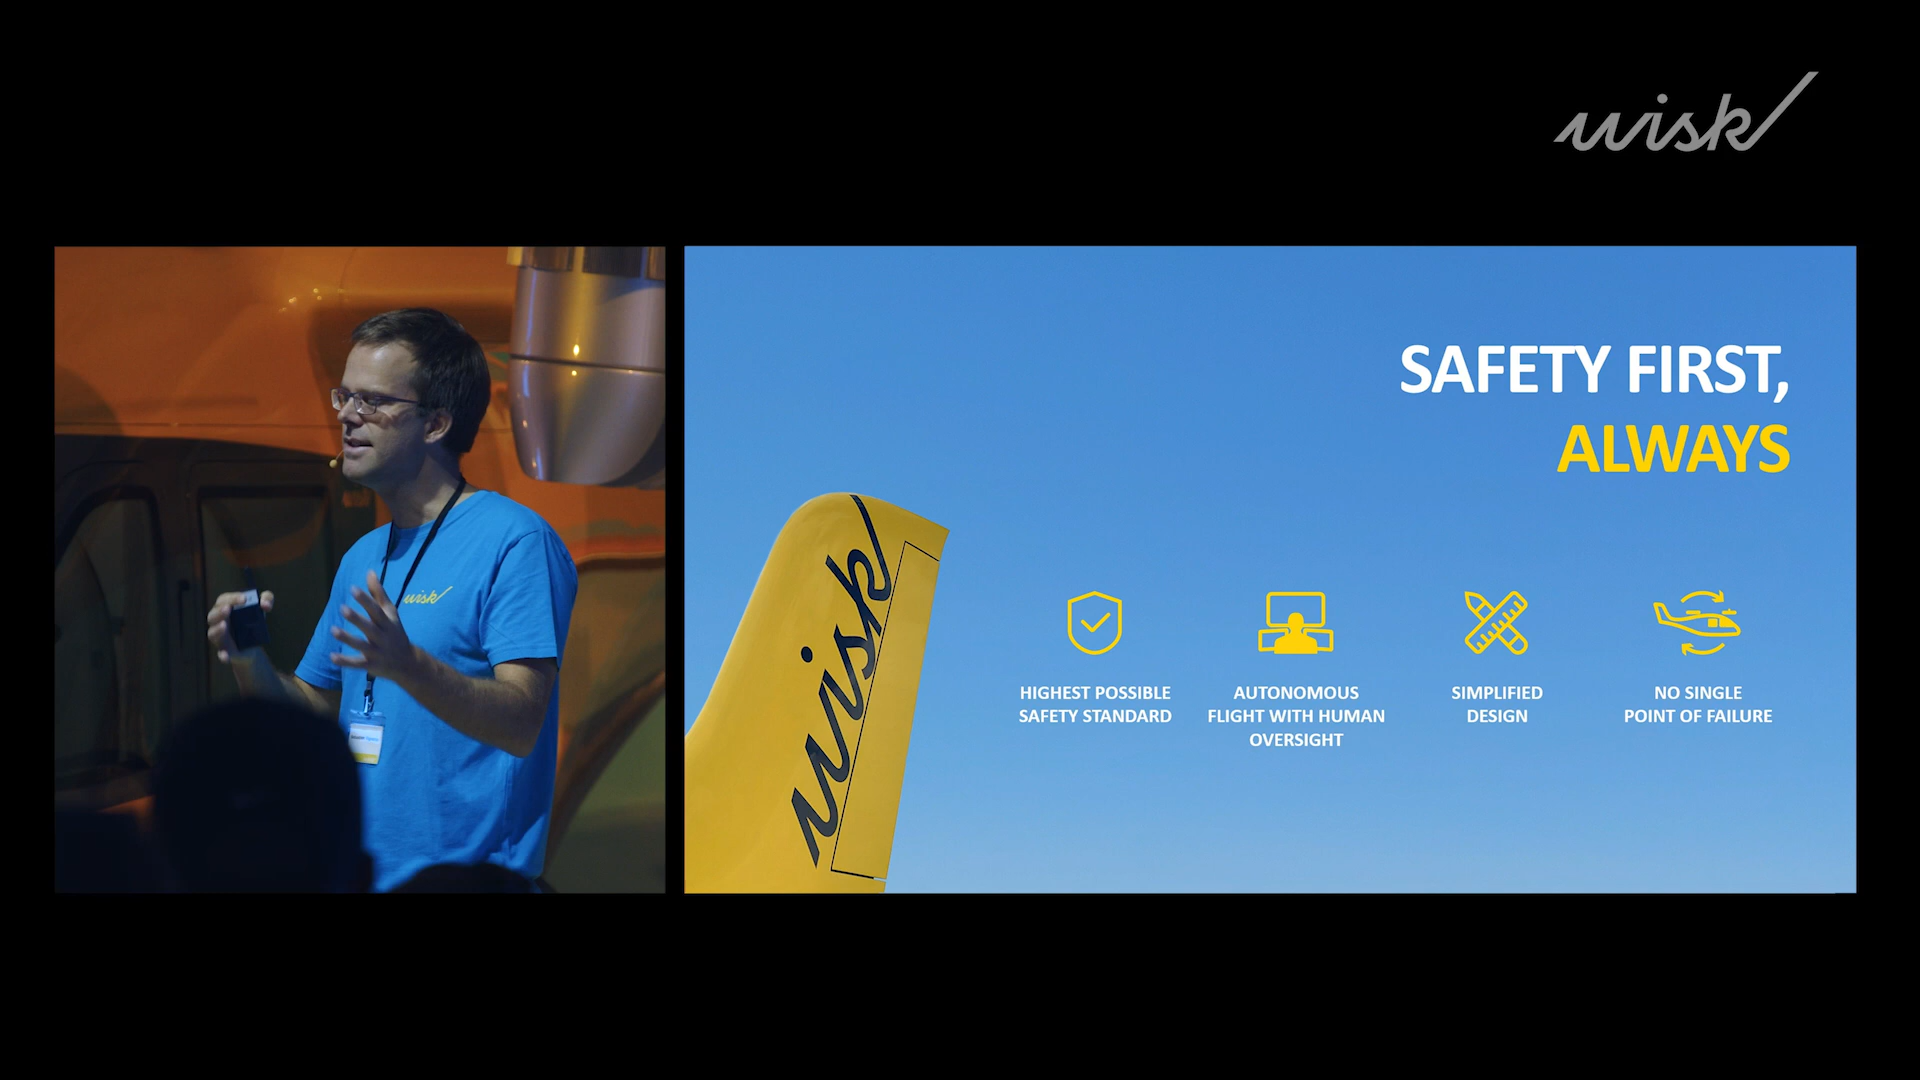 wisk
wisk
SAFETY FIRST,
ALWAYS
wisk
HIGHEST POSSIBLE
SAFETY STANDARD
AUTONOMOUS
FLIGHT WITH HUMAN
OVERSIGHT
SIMPLIFIED
DESIGN
NO SINGLE
POINT OF FAILURE